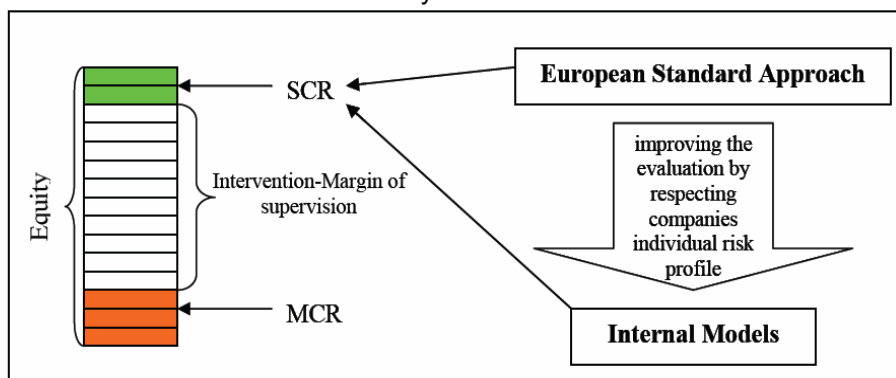 Equity
SCR
Intervention-Margin of
supervision
MCR
European Standard Approach
improving the
evaluation by
respecting
companies
individual risk
profile
Internal Models